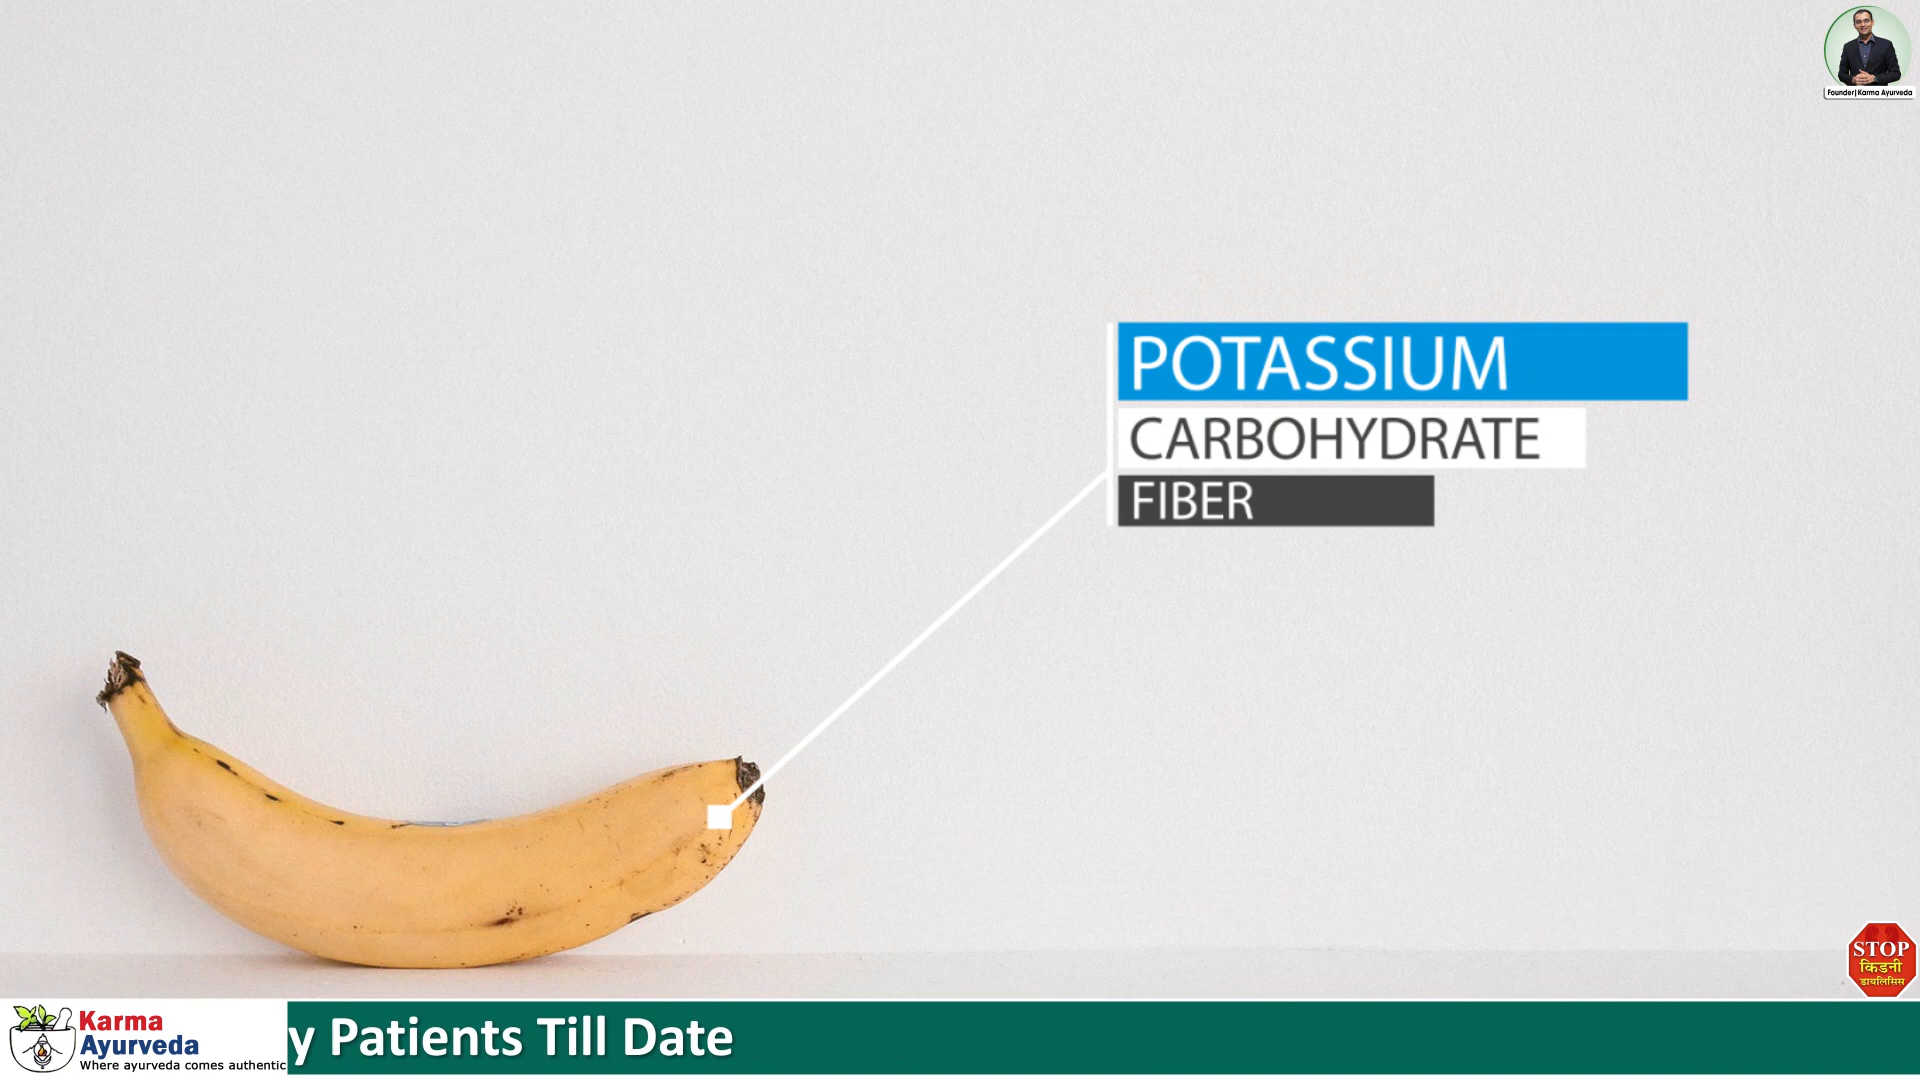 Founder|Karma Ayurveda
POTASSIUM
CARBOHYDRATE
FIBER
STOP
किडनी
डायलिसिस
Karma
Ayurveda
Where ayurveda comes authentic
y Patients Till Date